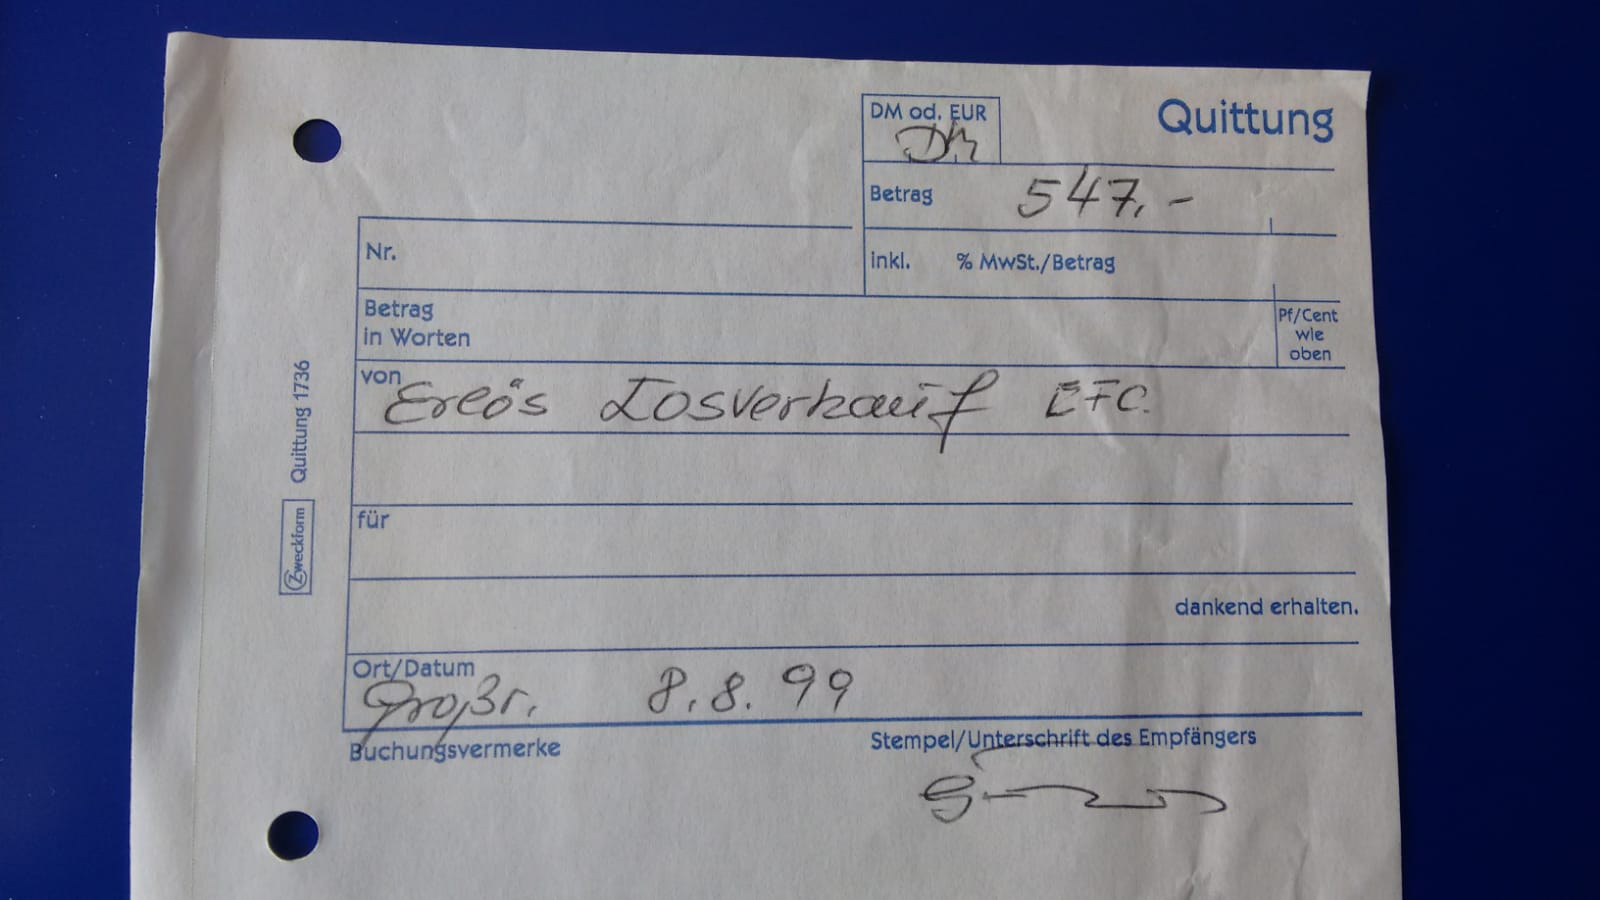 DM od. EUR
DM
Quittung
Betrag 547,-
Nr.
inkl. % MwSt./Betrag
Betrag
in Worten
Pf/Cent
wie
oben
von
Erlös Losverkauf EFC.
für
dankend erhalten.
Ort/Datum
Großr. 8.8.99
Buchungsvermerke
Stempel/Unterschrift des Empfängers
Zweckform Quittung 1736